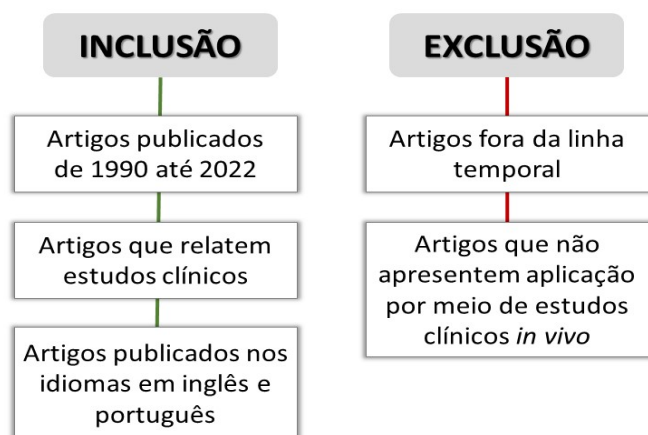 INCLUSÃO
Artigos publicados
de 1990 até 2022
Artigos que relatem
estudos clínicos
Artigos publicados nos
idiomas em inglês e
português
EXCLUSÃO
Artigos fora da linha
temporal
Artigos que não
apresentem aplicação
por meio de estudos
clínicos in vivo